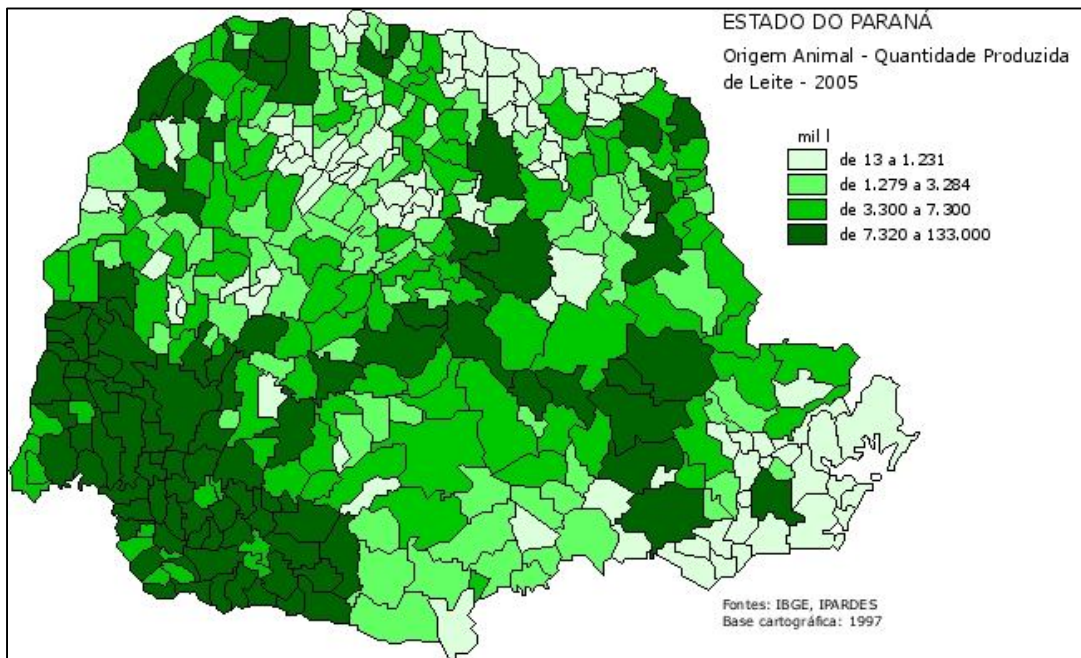 ESTADO DO PARANÁ
Origem Animal - Quantidade Produzida
de Leite - 2005
mil l
de 13 a 1.231
de 1.279 a 3.284
de 3.300 a 7.300
de 7.320 a 133.000
Fontes: IBGE, IPARDES
Base cartográfica: 1997